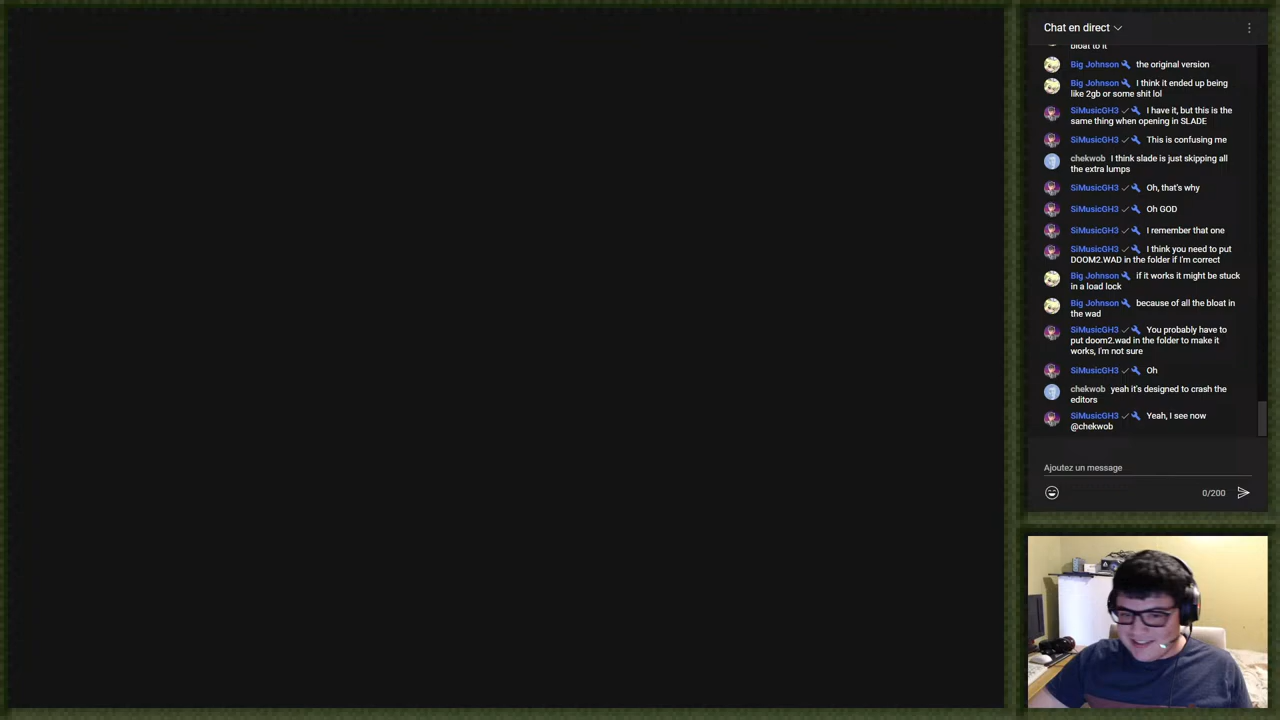 Chat en direct
bloat to it
Big Johnson the original version
Big Johnson I think it ended up being
like 2gb or some shit lol
SiMusicGH3 I have it, but this is the
same thing when opening in SLADE
SiMusicGH3 This is confusing me
chekwob I think slade is just skipping all
the extra lumps
SiMusicGH3 Oh, that's why
SiMusicGH3 Oh GOD
SiMusicGH3 I remember that one
SiMusicGH3 I think you need to put
DOOM2.WAD in the folder if I'm correct
Big Johnson if it works it might be stuck
in a load lock
Big Johnson because of all the bloat in
the wad
SiMusicGH3 You probably have to
put doom2.wad in the folder to make it
works, I'm not sure
SiMusicGH3 Oh
chekwob yeah it's designed to crash the
editors
SiMusicGH3 Yeah, I see now
@chekwob
Ajoutez un message
0/200